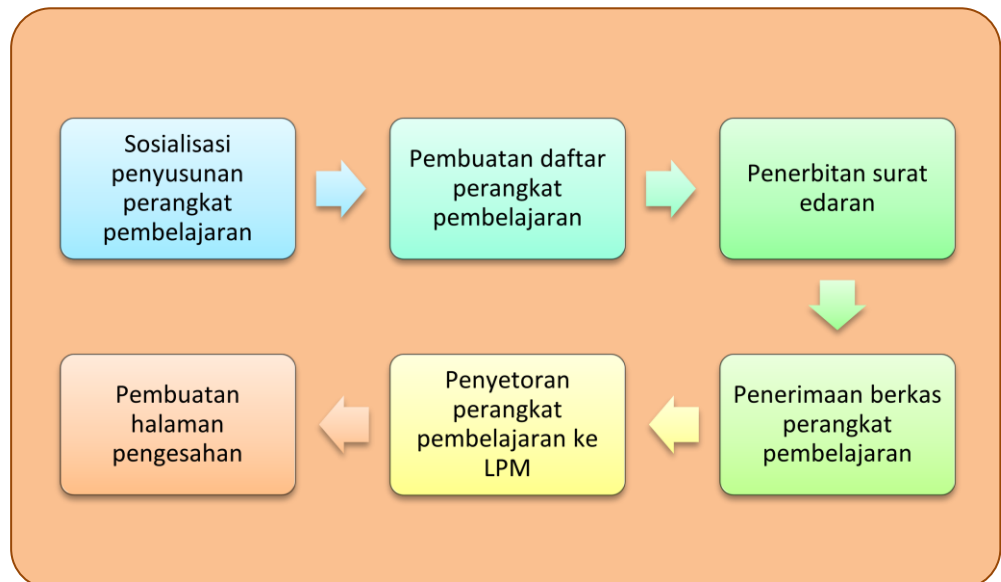 Sosialisasi
penyusunan
perangkat
pembelajaran
Pembuatan daftar
perangkat
pembelajaran
Penerbitan surat
edaran
Penerimaan berkas
perangkat
pembelajaran
Penyetoran
perangkat
pembelajaran ke
LPM
Pembuatan
halaman
pengesahan